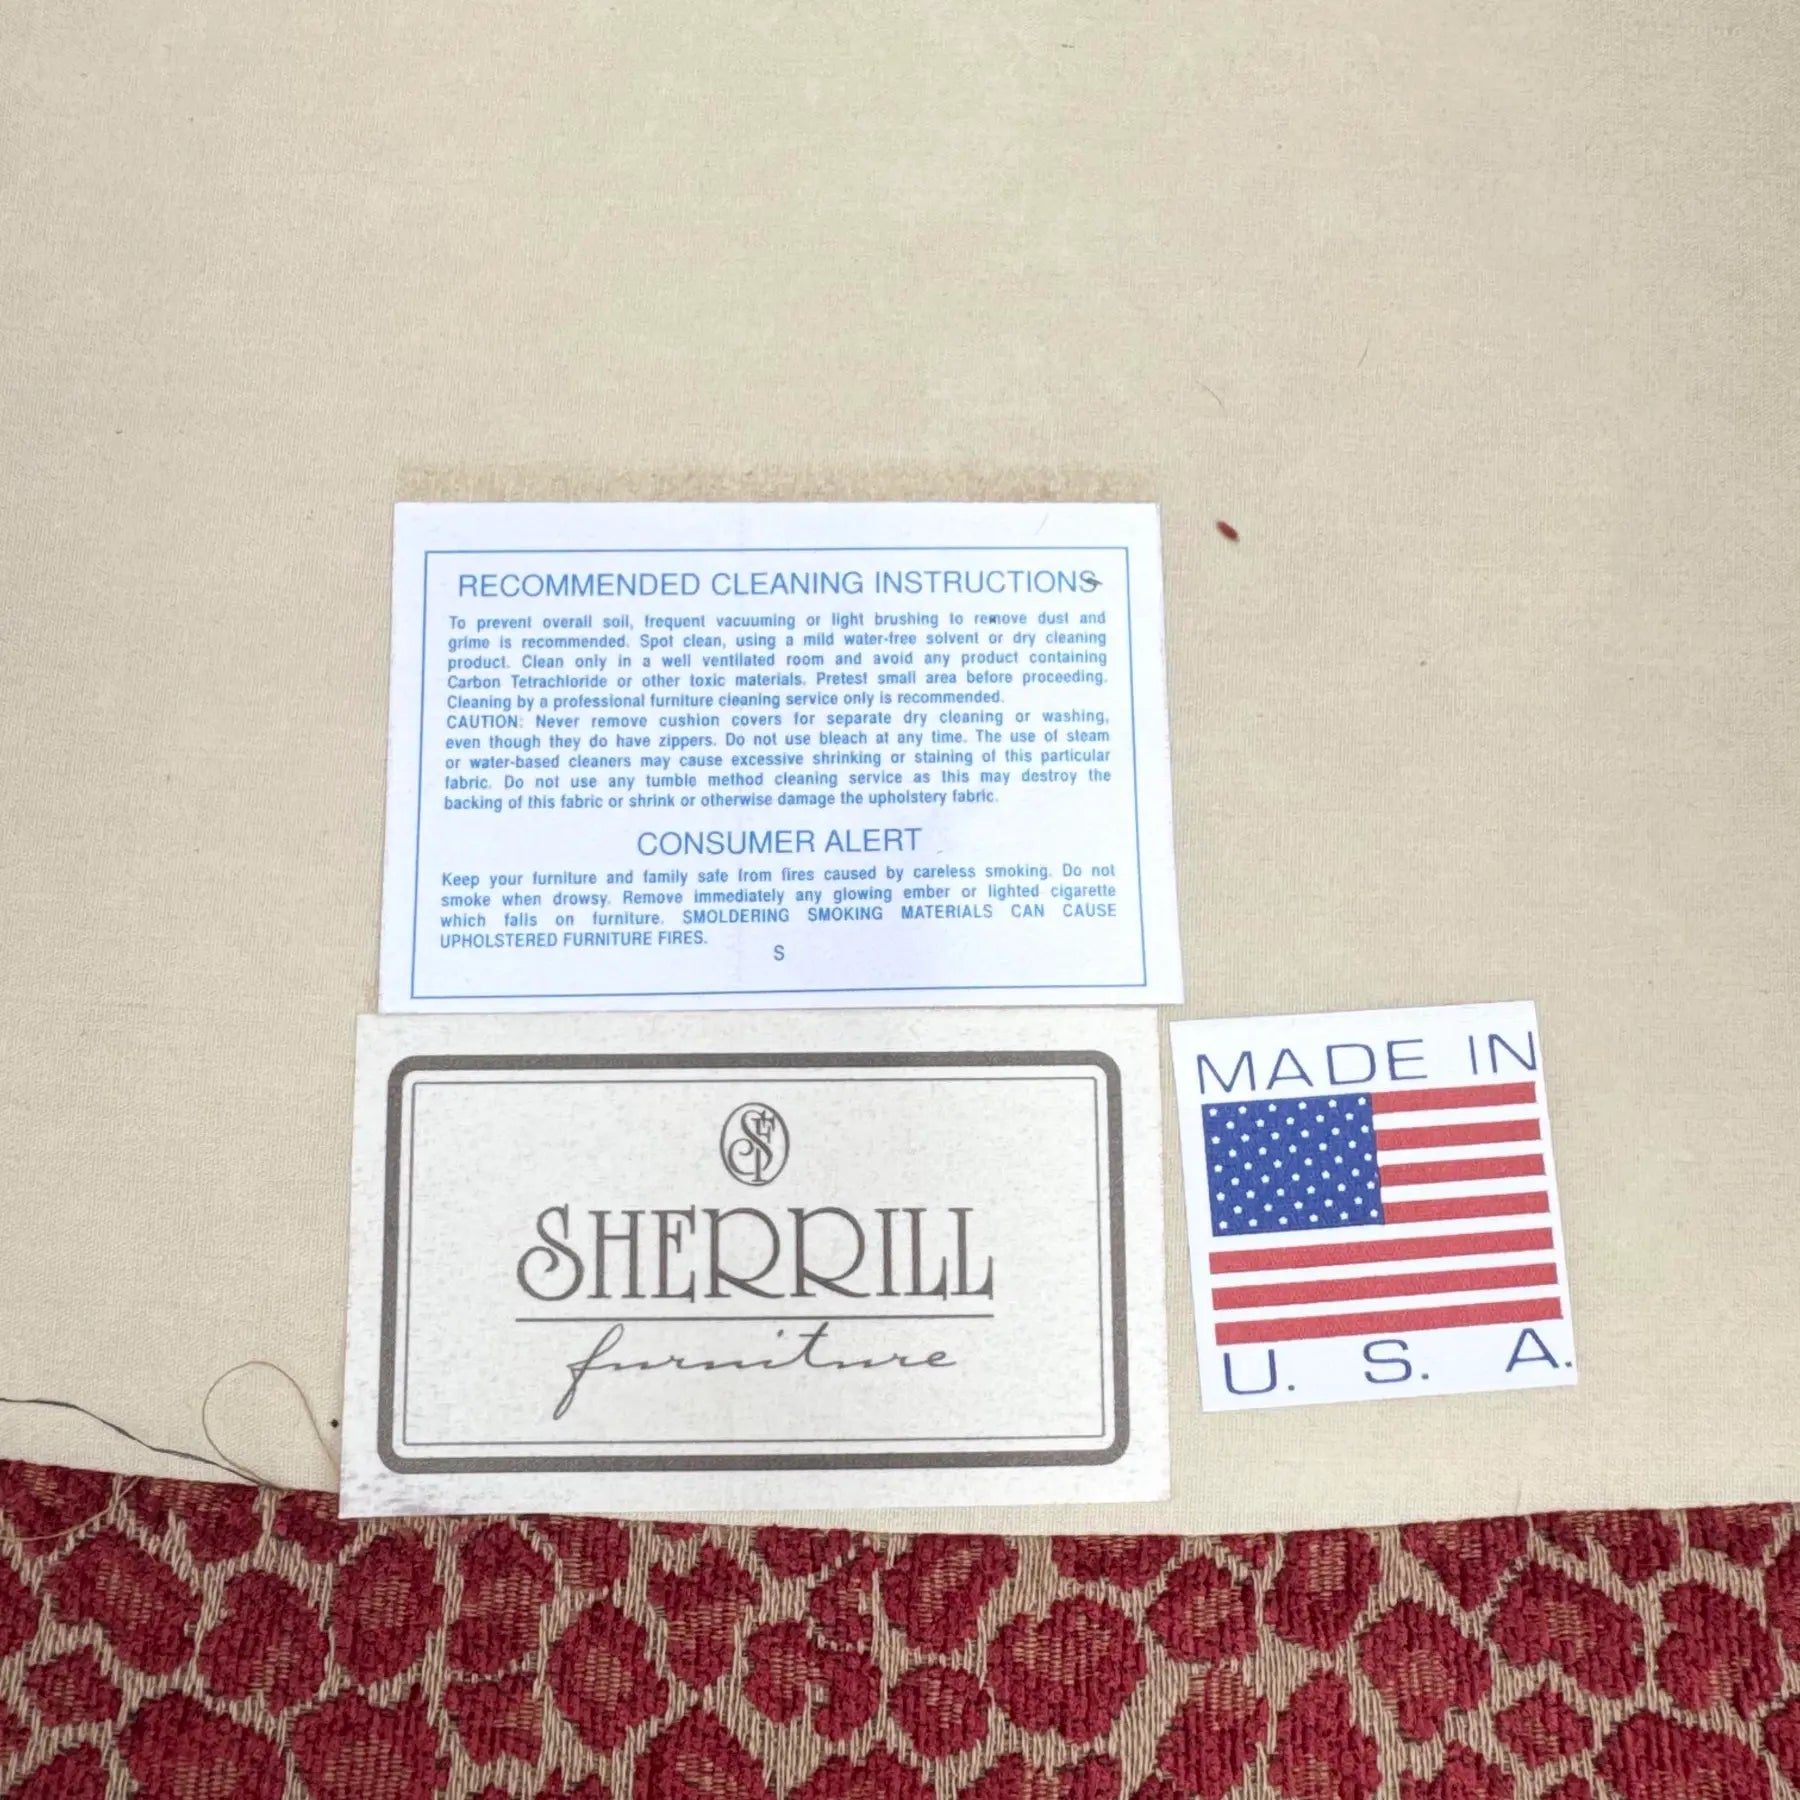 RECOMMENDED CLEANING INSTRUCTIONS
To prevent overall soil, frequent vacuuming or light brushing to remove dust and
grime is recommended. Spot clean, using a mild water-free solvent or dry cleaning
product. Clean only in a well ventilated room and avoid any product containing
Carbon Tetrachloride or other toxic materials. Pretest small area before proceeding.
Cleaning by a professional furniture cleaning service only is recommended.
CAUTION: Never remove cushion covers for separate dry cleaning or washing,
even though they do have zippers. Do not use bleach at any time. The use of steam
or water-based cleaners may cause excessive shrinking or staining of this particular
fabric. Do not use any tumble method cleaning service as this may destroy the
backing of this fabric or shrink or otherwise damage the upholstery fabric.
CONSUMER ALERT
Keep your furniture and family safe from fires caused by careless smoking. Do not
smoke when drowsy. Remove immediately any glowing ember or lighted cigarette
which falls on furniture. SMOLDERING SMOKING MATERIALS CAN CAUSE
UPHOLSTERED FURNITURE FIRES.
S
SHERRILL
furniture
MADE IN
U. S. A.